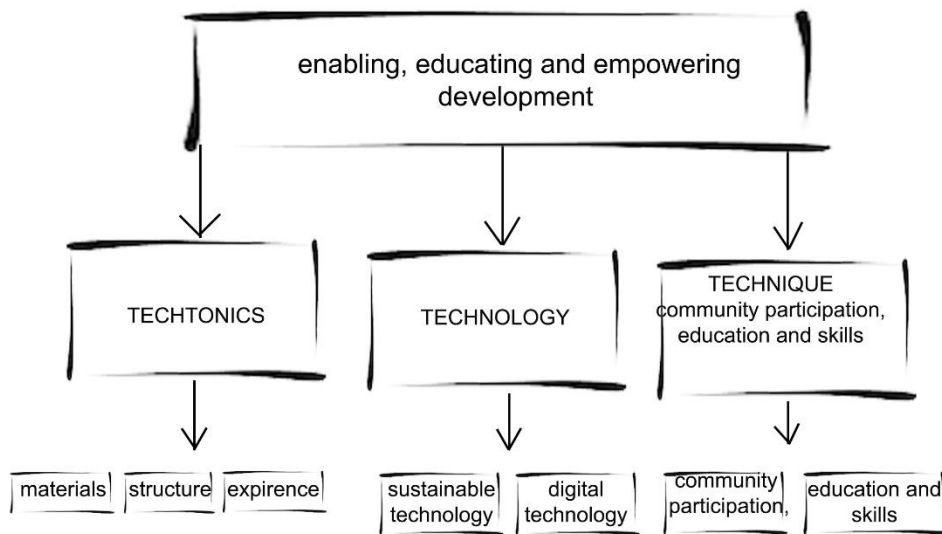 enabling, educating and empowering
development
TECHTONICS
TECHNOLOGY
TECHNIQUE
community participation,
education and skills
materials
structure
expirence
sustainable
technology
digital
technology
community
participation,
education and
skills